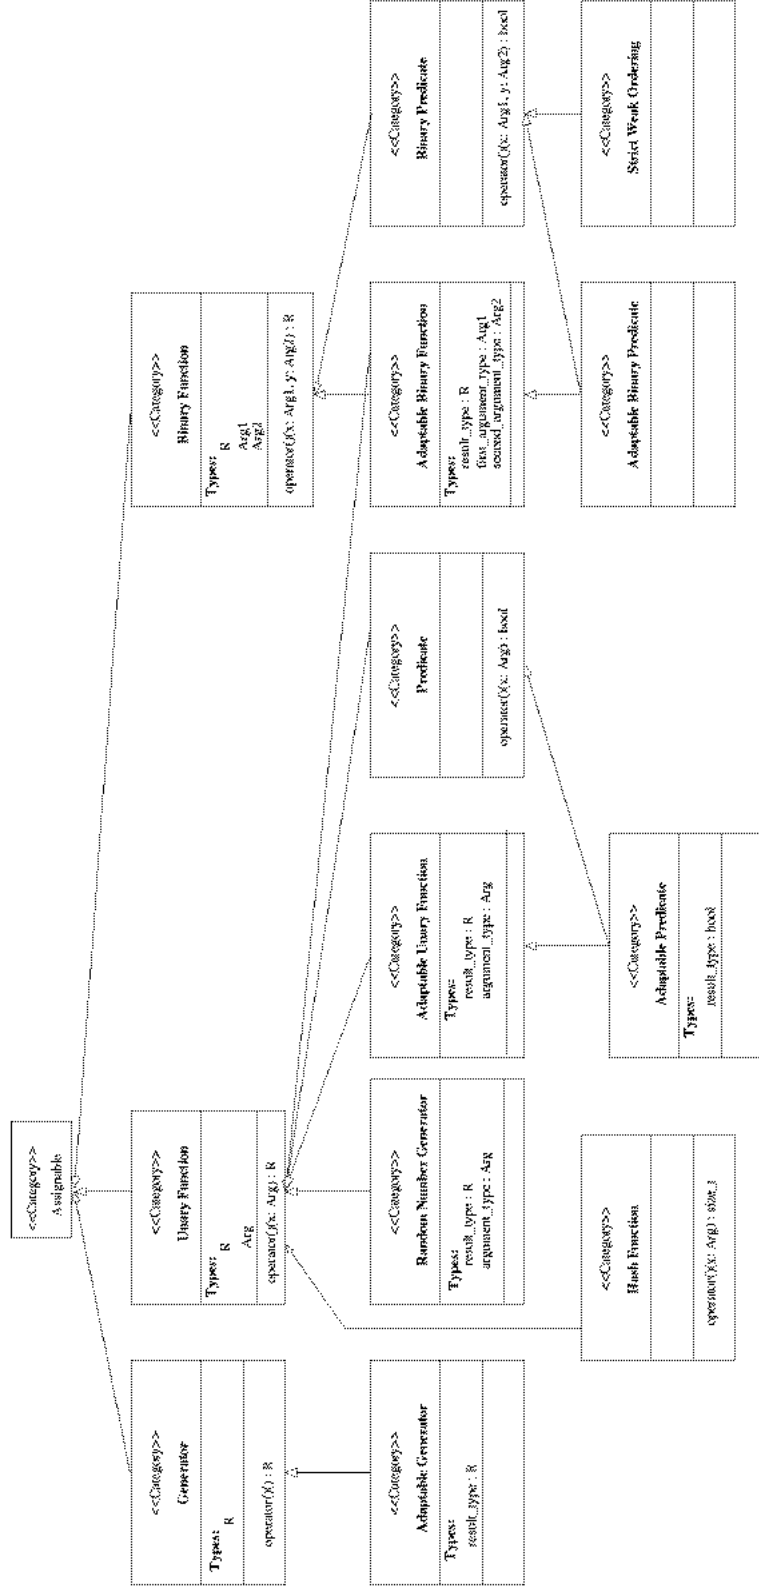 <<Category>>
Assignable
<<Category>>
Generator
Types:
R
operator()() : R
<<Category>>
Unary Function
Types:
R
Arg
operator()(x: Arg) : R
<<Category>>
Binary Function
Types:
R
Arg1
Arg2
operator()(x: Arg1, y: Arg2) : R
<<Category>>
Adaptable Generator
Types:
result_type : R
<<Category>>
Random Number Generator
Types:
result_type : R
argument_type : Arg
<<Category>>
Adaptable Unary Function
Types:
result_type : R
argument_type : Arg
<<Category>>
Predicate
operator()(x: Arg) : bool
<<Category>>
Adaptable Binary Function
Types:
result_type : R
first_argument_type : Arg1
second_argument_type : Arg2
<<Category>>
Binary Predicate
operator()(x: Arg1, y: Arg2) : bool
<<Category>>
Hash Function
operator()(x: Arg) : size_t
<<Category>>
Adaptable Predicate
Types:
result_type : bool
<<Category>>
Adaptable Binary Predicate
<<Category>>
Strict Weak Ordering